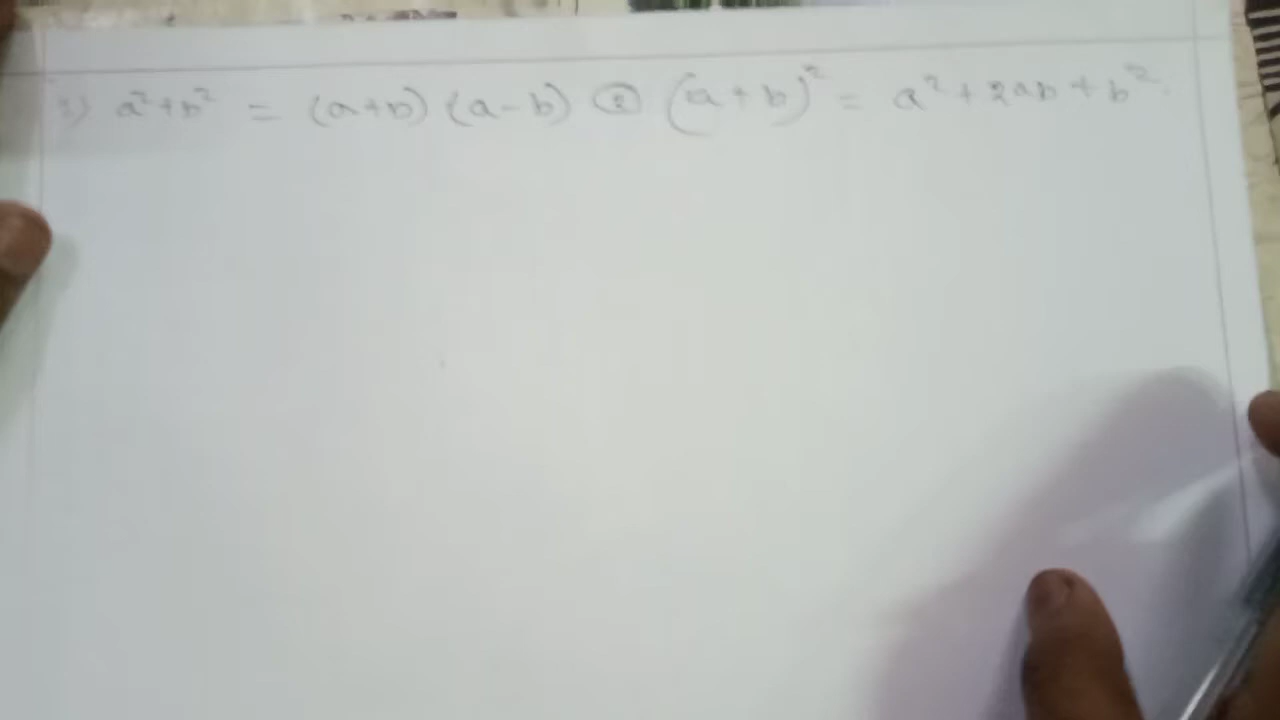 1) a²+b² = (a+b) (a-b) ② (a+b)² = a²+2ab+b².